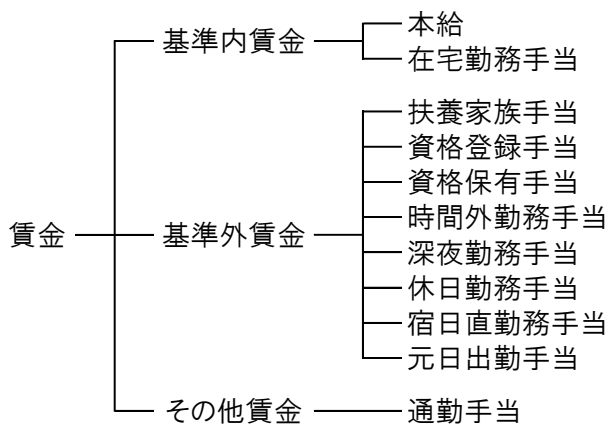 賃金
基準内賃金
本給
在宅勤務手当
基準外賃金
扶養家族手当
資格登録手当
資格保有手当
時間外勤務手当
深夜勤務手当
休日勤務手当
宿日直勤務手当
元日出勤手当
その他賃金
通勤手当